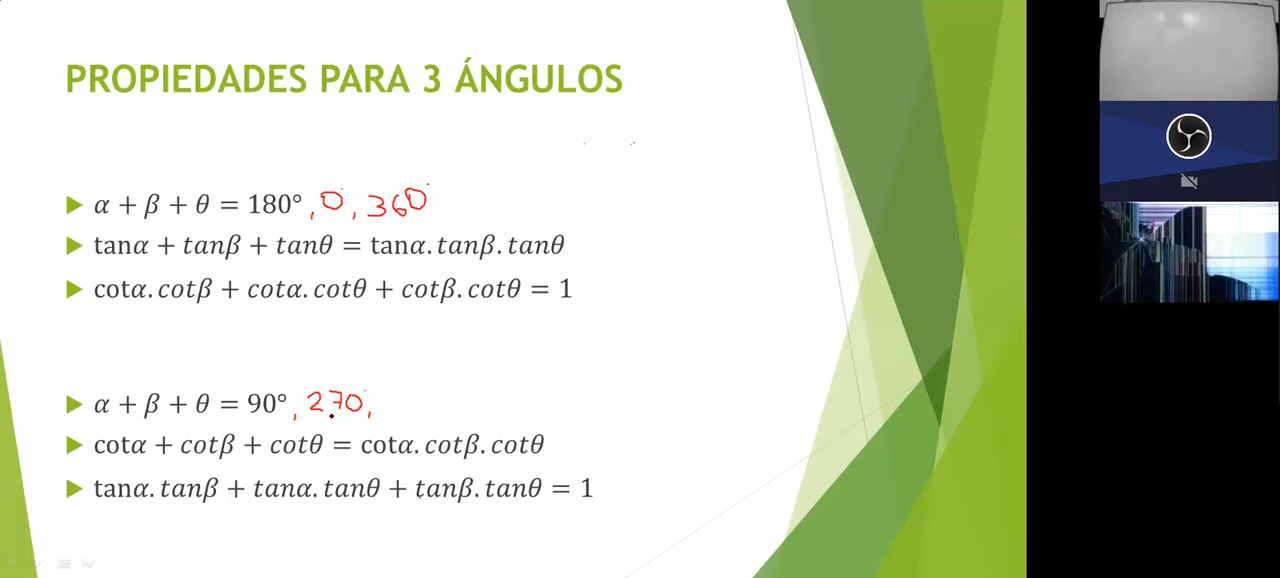 PROPIEDADES PARA 3 ÁNGULOS
α + β + θ = 180° , 0°, 360°
tanα + tanβ + tanθ = tanα. tanβ. tanθ
cotα. cotβ + cotα. cotθ + cotβ. cotθ = 1
α + β + θ = 90° , 270°,
cotα + cotβ + cotθ = cotα. cotβ. cotθ
tanα. tanβ + tanα. tanθ + tanβ. tanθ = 1